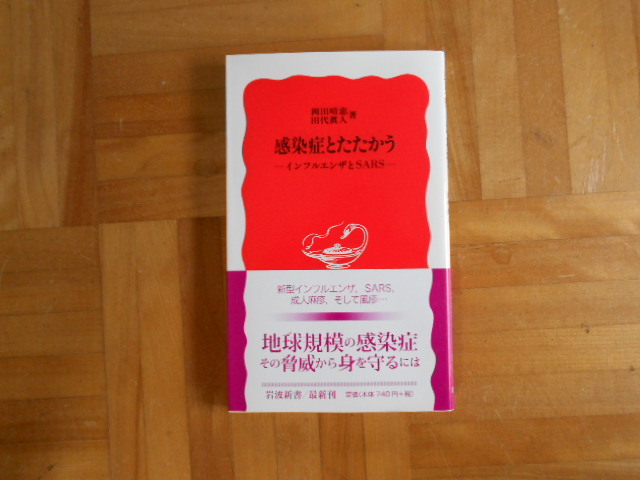 岡田晴恵
田代眞人
著
感染症とたたかう
—インフルエンザとSARS—
新型インフルエンザ、SARS、
成人麻疹、そして風疹…
地球規模の感染症
その脅威から身を守るには
岩波新書/最新刊 定価(本体740円+税)